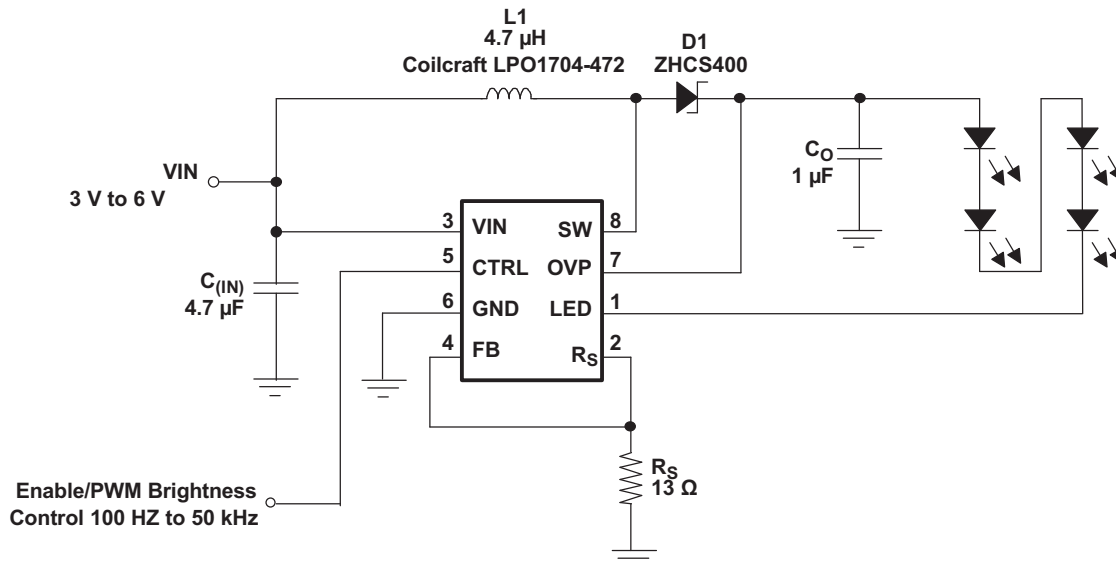 L1
4.7 µH
Coilcraft LPO1704-472
D1
ZHCS400
CO
1 µF
VIN
3 V to 6 V
C(IN)
4.7 µF
3 VIN SW 8
5 CTRL OVP 7
6 GND LED 1
4 FB RS 2
RS
13 Ω
Enable/PWM Brightness
Control 100 HZ to 50 kHz